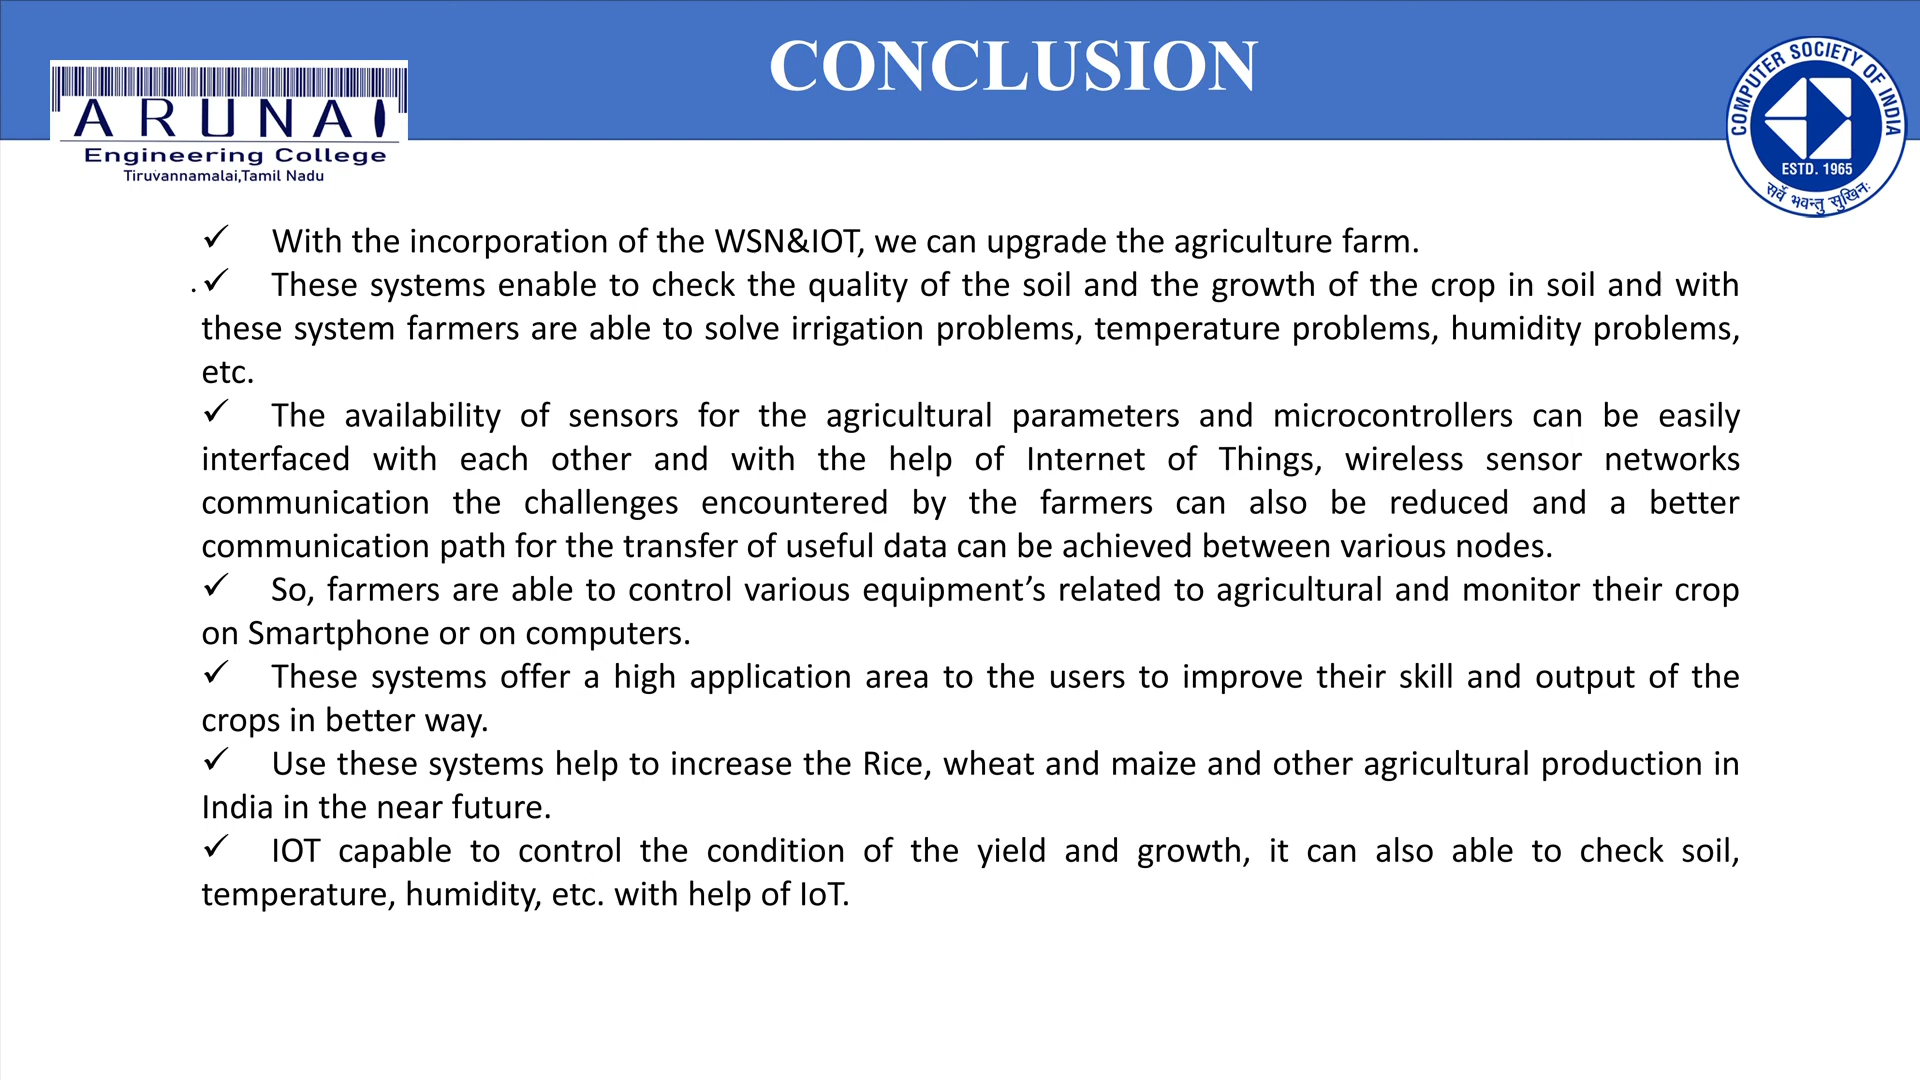 CONCLUSION
ARUNAI
Engineering College
Tiruvannamalai,Tamil Nadu
COMPUTER SOCIETY OF INDIA
ESTD. 1965
सर्वे भवन्तु सुखिनः
✓ With the incorporation of the WSN&IOT, we can upgrade the agriculture farm.
.✓ These systems enable to check the quality of the soil and the growth of the crop in soil and with
these system farmers are able to solve irrigation problems, temperature problems, humidity problems,
etc.
✓ The availability of sensors for the agricultural parameters and microcontrollers can be easily
interfaced with each other and with the help of Internet of Things, wireless sensor networks
communication the challenges encountered by the farmers can also be reduced and a better
communication path for the transfer of useful data can be achieved between various nodes.
✓ So, farmers are able to control various equipment’s related to agricultural and monitor their crop
on Smartphone or on computers.
✓ These systems offer a high application area to the users to improve their skill and output of the
crops in better way.
✓ Use these systems help to increase the Rice, wheat and maize and other agricultural production in
India in the near future.
✓ IOT capable to control the condition of the yield and growth, it can also able to check soil,
temperature, humidity, etc. with help of IoT.